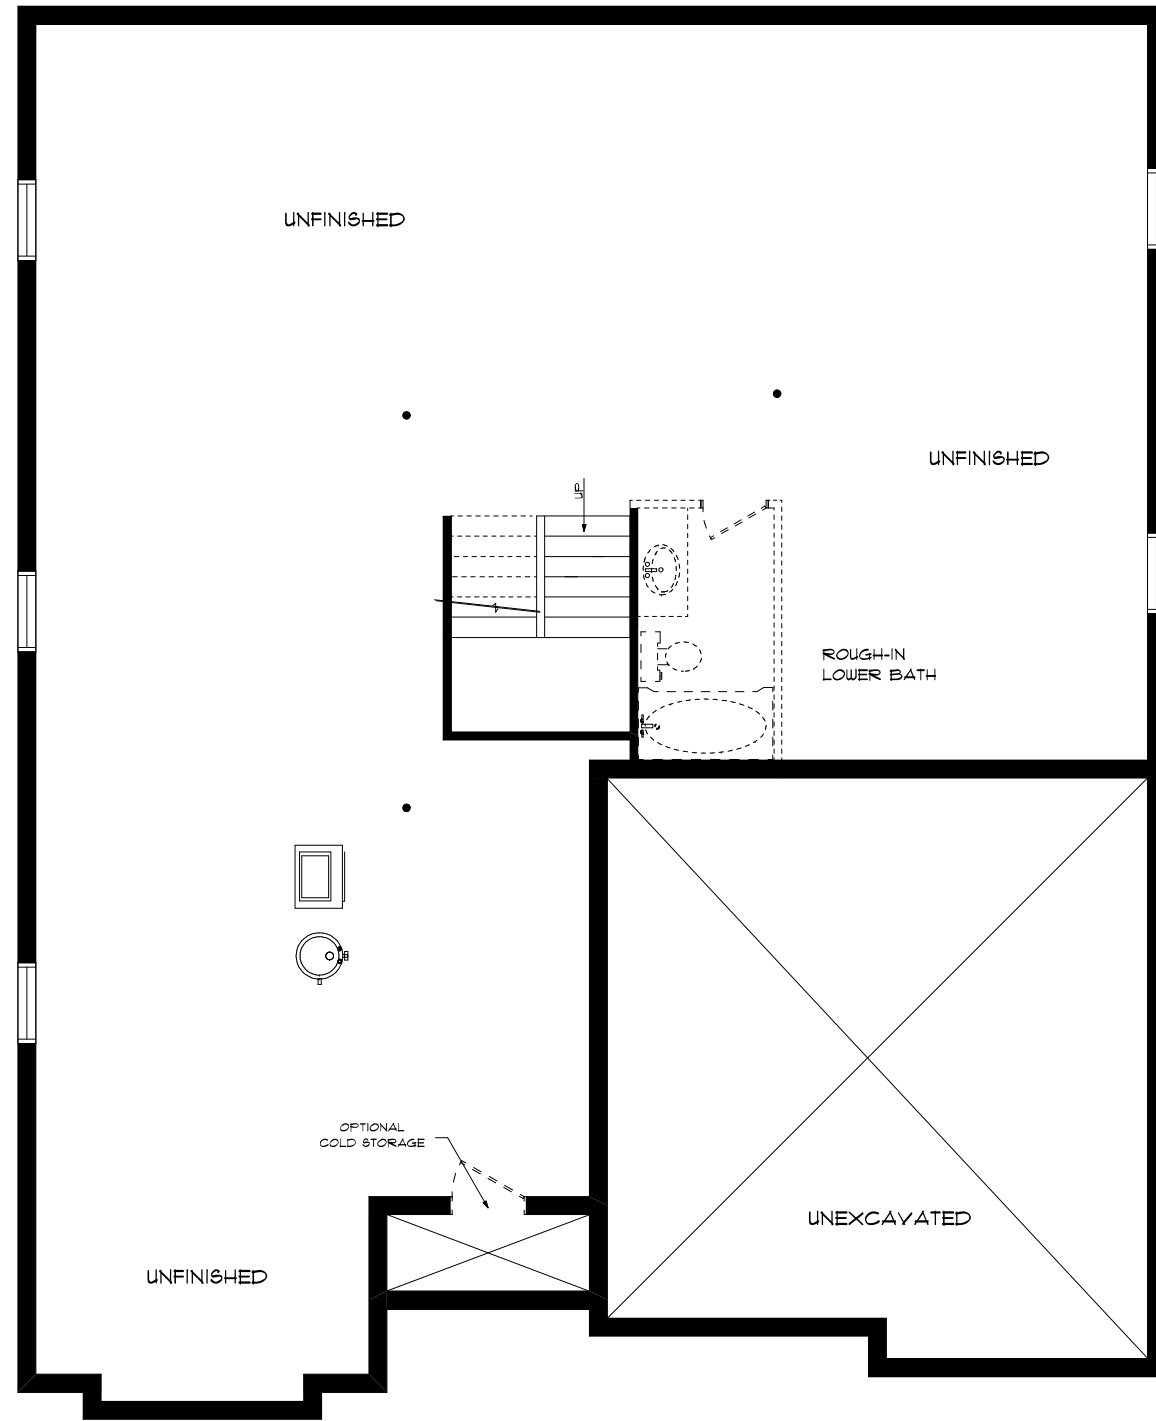 UNFINISHED
UNFINISHED
UP
ROUGH-IN
LOWER BATH
OPTIONAL
COLD STORAGE
UNEXCAVATED
UNFINISHED